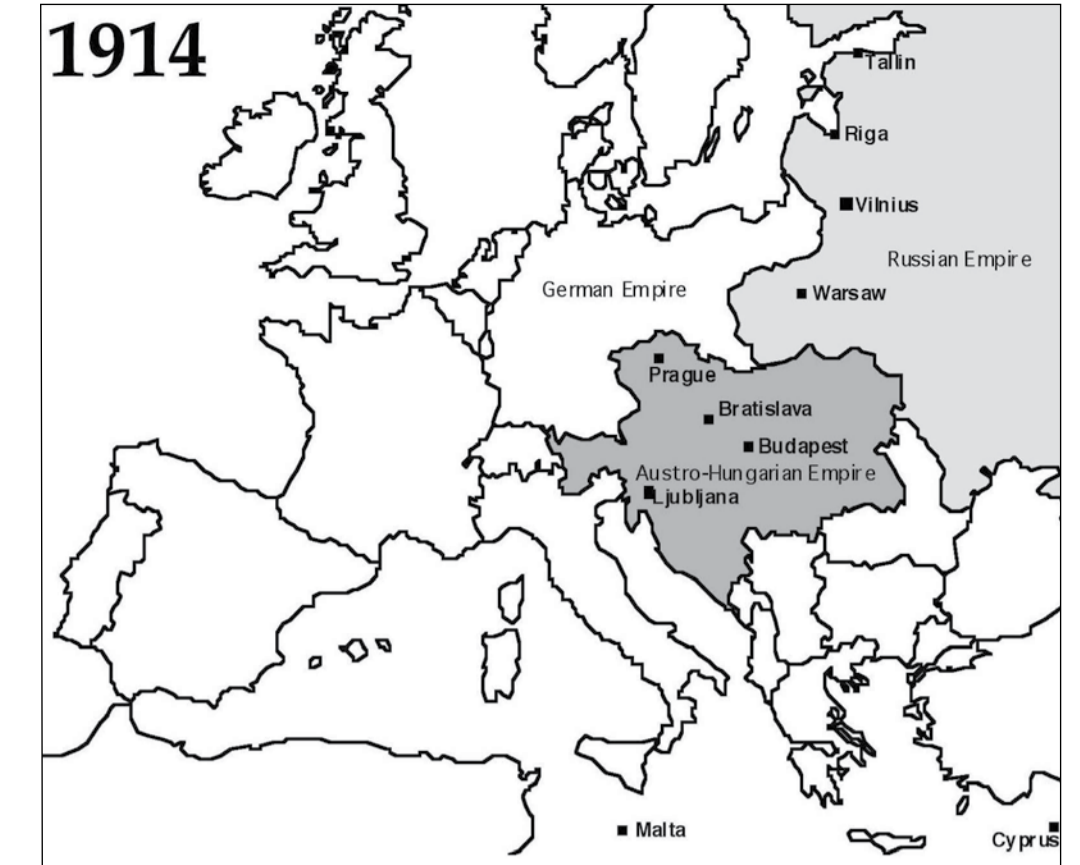 1914
Tallin
Riga
Vilnius
Russian Empire
German Empire
Warsaw
Prague
Bratislava
Budapest
Austro-Hungarian Empire
Ljubljana
Malta
Cyprus